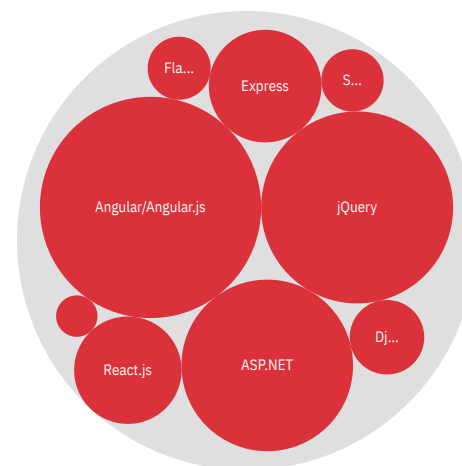 Fla...
Express
S...
Angular/Angular.js
jQuery
Dj...
ASP.NET
React.js